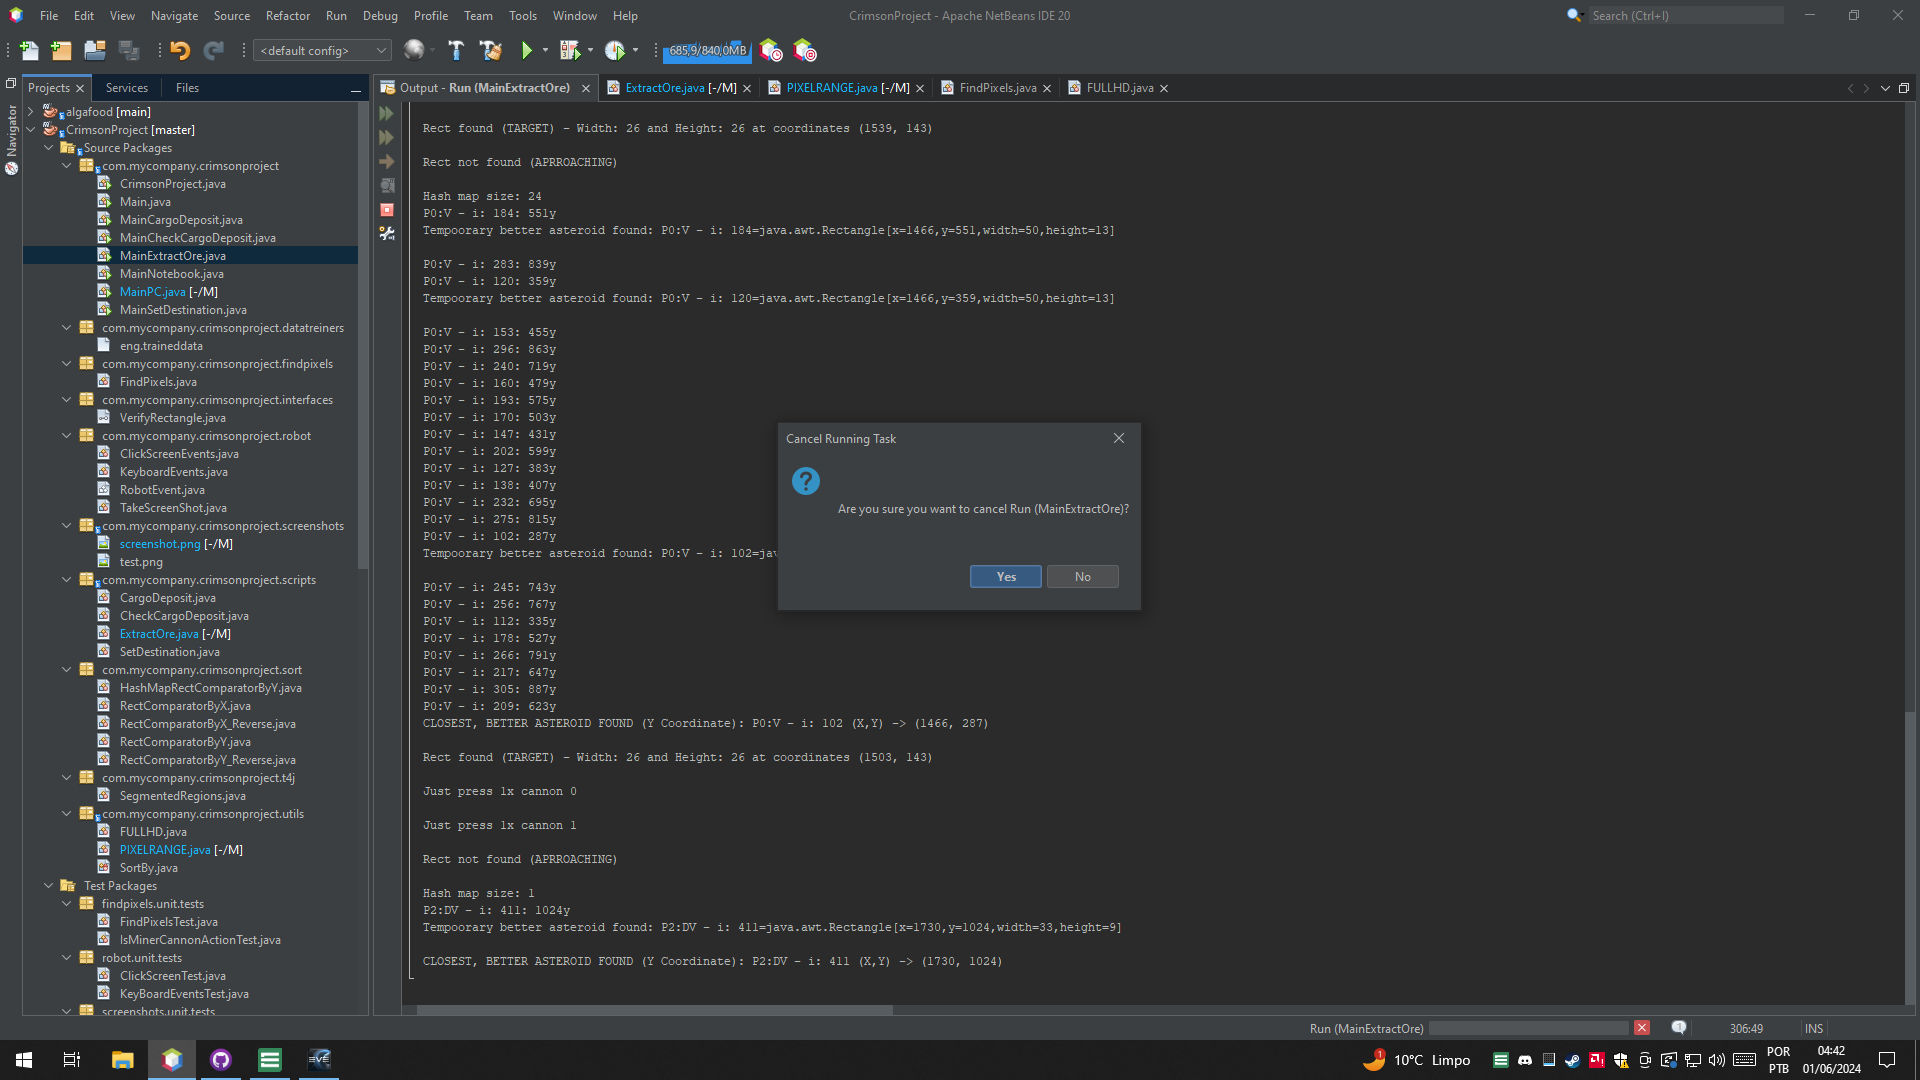 File Edit View Navigate Source Refactor Run Debug Profile Team Tools Window Help
CrimsonProject - Apache NetBeans IDE 20
Search (Ctrl+I)
<default config>
685,9/840,0MB
Projects
Services
Files
Output - Run (MainExtractOre)
ExtractOre.java [-/M]
PIXELRANGE.java [-/M]
FindPixels.java
FULLHD.java
Navigator
algafood [main]
CrimsonProject [master]
Source Packages
com.mycompany.crimsonproject
CrimsonProject.java
Main.java
MainCargoDeposit.java
MainCheckCargoDeposit.java
MainExtractOre.java
MainNotebook.java
MainPC.java [-/M]
MainSetDestination.java
com.mycompany.crimsonproject.datatreiners
eng.traineddata
com.mycompany.crimsonproject.findpixels
FindPixels.java
com.mycompany.crimsonproject.interfaces
VerifyRectangle.java
com.mycompany.crimsonproject.robot
ClickScreenEvents.java
KeyboardEvents.java
RobotEvent.java
TakeScreenShot.java
com.mycompany.crimsonproject.screenshots
screenshot.png [-/M]
test.png
com.mycompany.crimsonproject.scripts
CargoDeposit.java
CheckCargoDeposit.java
ExtractOre.java [-/M]
SetDestination.java
com.mycompany.crimsonproject.sort
HashMapRectComparatorByY.java
RectComparatorByX.java
RectComparatorByX_Reverse.java
RectComparatorByY.java
RectComparatorByY_Reverse.java
com.mycompany.crimsonproject.t4j
SegmentedRegions.java
com.mycompany.crimsonproject.utils
FULLHD.java
PIXELRANGE.java [-/M]
SortBy.java
Test Packages
findpixels.unit.tests
FindPixelsTest.java
IsMinerCannonActionTest.java
robot.unit.tests
ClickScreenTest.java
KeyBoardEventsTest.java
screenshots.unit.tests
Rect found (TARGET) - Width: 26 and Height: 26 at coordinates (1539, 143)
Rect not found (APRROACHING)
Hash map size: 24
P0:V - i: 184: 551y
Tempoorary better asteroid found: P0:V - i: 184=java.awt.Rectangle[x=1466,y=551,width=50,height=13]
P0:V - i: 283: 839y
P0:V - i: 120: 359y
Tempoorary better asteroid found: P0:V - i: 120=java.awt.Rectangle[x=1466,y=359,width=50,height=13]
P0:V - i: 153: 455y
P0:V - i: 296: 863y
P0:V - i: 240: 719y
P0:V - i: 160: 479y
P0:V - i: 193: 575y
P0:V - i: 170: 503y
P0:V - i: 147: 431y
P0:V - i: 202: 599y
P0:V - i: 127: 383y
P0:V - i: 138: 407y
P0:V - i: 232: 695y
P0:V - i: 275: 815y
P0:V - i: 102: 287y
Tempoorary better asteroid found: P0:V - i: 102=jav
P0:V - i: 245: 743y
P0:V - i: 256: 767y
P0:V - i: 112: 335y
P0:V - i: 178: 527y
P0:V - i: 266: 791y
P0:V - i: 217: 647y
P0:V - i: 305: 887y
P0:V - i: 209: 623y
CLOSEST, BETTER ASTEROID FOUND (Y Coordinate): P0:V - i: 102 (X,Y) -> (1466, 287)
Rect found (TARGET) - Width: 26 and Height: 26 at coordinates (1503, 143)
Just press 1x cannon 0
Just press 1x cannon 1
Rect not found (APRROACHING)
Hash map size: 1
P2:DV - i: 411: 1024y
Tempoorary better asteroid found: P2:DV - i: 411=java.awt.Rectangle[x=1730,y=1024,width=33,height=9]
CLOSEST, BETTER ASTEROID FOUND (Y Coordinate): P2:DV - i: 411 (X,Y) -> (1730, 1024)
Cancel Running Task
Are you sure you want to cancel Run (MainExtractOre)?
Yes
No
Run (MainExtractOre)
306:49
INS
EVE
1
10°C Limpo
POR
PTB
04:42
01/06/2024